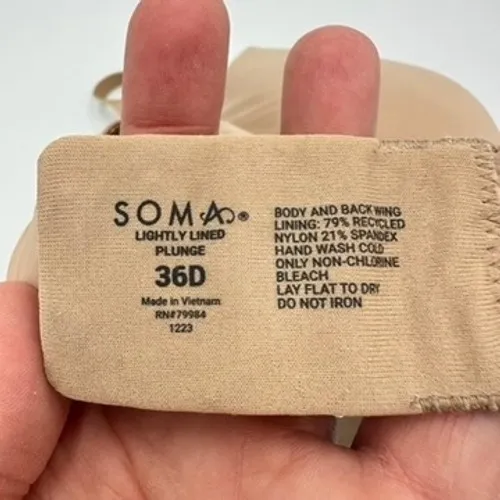 SOMA®
LIGHTLY LINED
PLUNGE
36D
Made in Vietnam
RN#79984
1223
BODY AND BACK WING
LINING: 79% RECYCLED
NYLON 21% SPANDEX
HAND WASH COLD
ONLY NON-CHLORINE
BLEACH
LAY FLAT TO DRY
DO NOT IRON